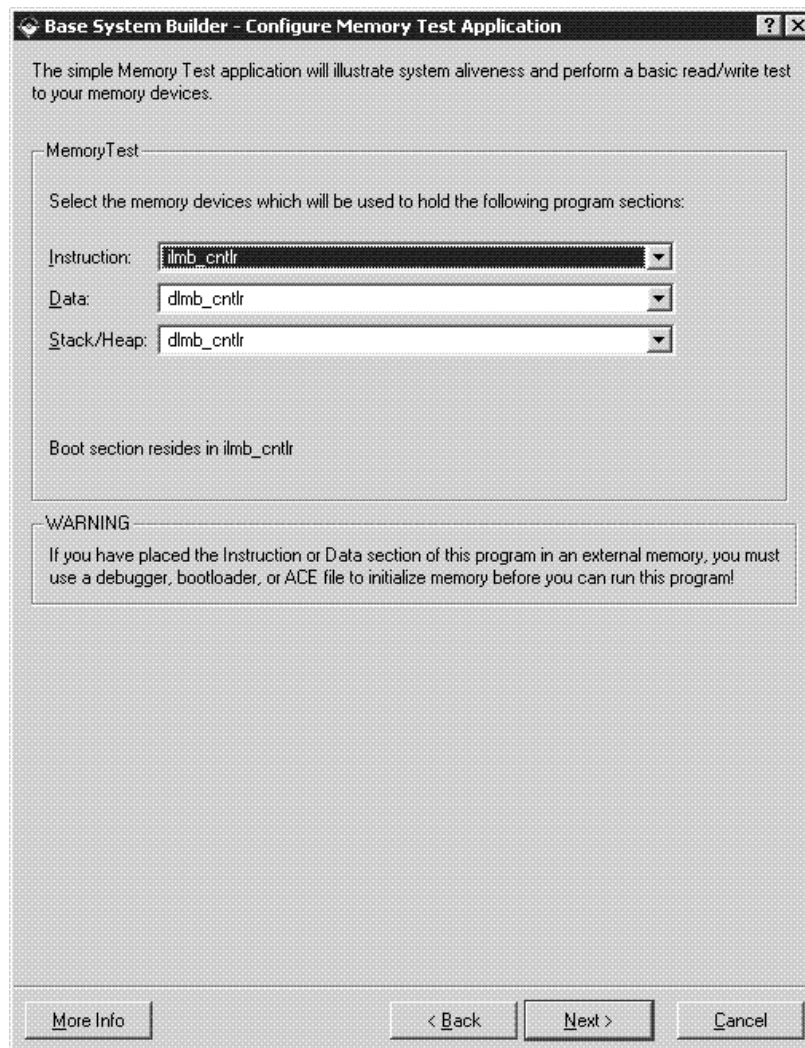 Base System Builder - Configure Memory Test Application
The simple Memory Test application will illustrate system aliveness and perform a basic read/write test
to your memory devices.
MemoryTest
Select the memory devices which will be used to hold the following program sections:
Instruction: ilmb_cntlr
Data: dlmb_cntlr
Stack/Heap: dlmb_cntlr
Boot section resides in ilmb_cntlr
WARNING
If you have placed the Instruction or Data section of this program in an external memory, you must
use a debugger, bootloader, or ACE file to initialize memory before you can run this program!
More Info < Back Next > Cancel